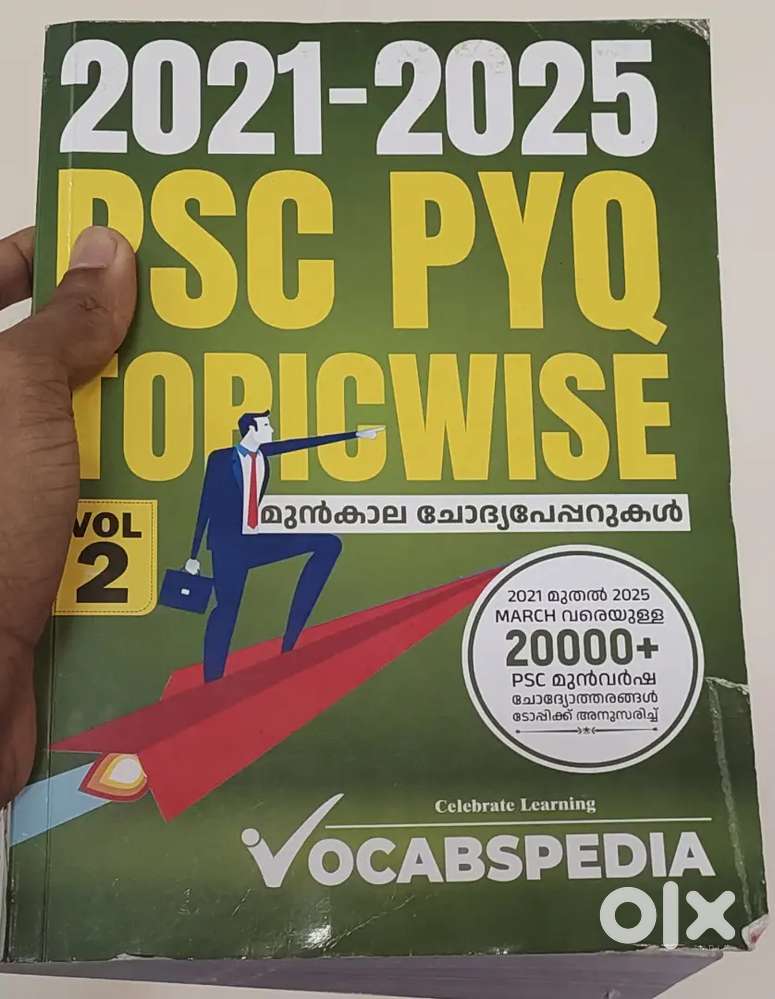 2021-2025
PSC PYQ
TOPICWISE
മുൻകാല ചോദ്യപേപ്പറുകൾ
VOL
2
2021 മുതൽ 2025
MARCH വരെയുള്ള
20000+
PSC മുൻവർഷ
ചോദ്യോത്തരങ്ങൾ
ടോപ്പിക്ക് അനുസരിച്ച്
Celebrate Learning
VOCABSPEDIA
olx